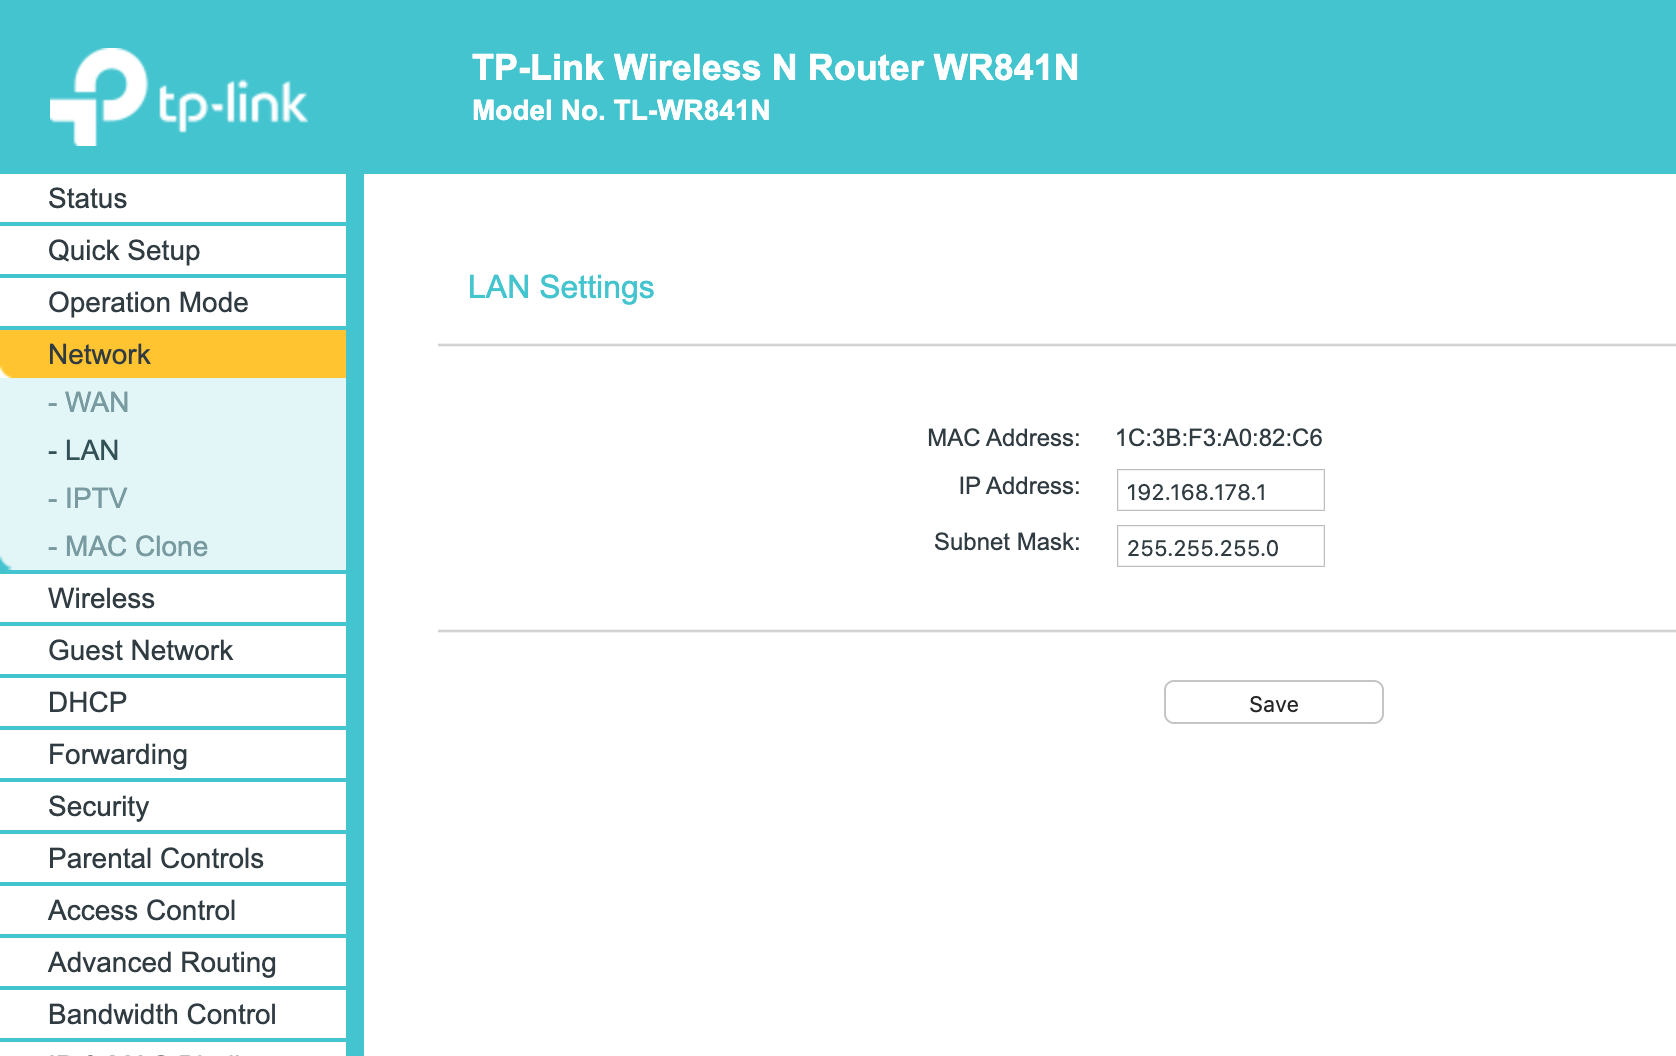 tp-link
TP-Link Wireless N Router WR841N
Model No. TL-WR841N
Status
Quick Setup
Operation Mode
Network
- WAN
- LAN
- IPTV
- MAC Clone
Wireless
Guest Network
DHCP
Forwarding
Security
Parental Controls
Access Control
Advanced Routing
Bandwidth Control
LAN Settings
MAC Address: 1C:3B:F3:A0:82:C6
IP Address: 192.168.178.1
Subnet Mask: 255.255.255.0
Save